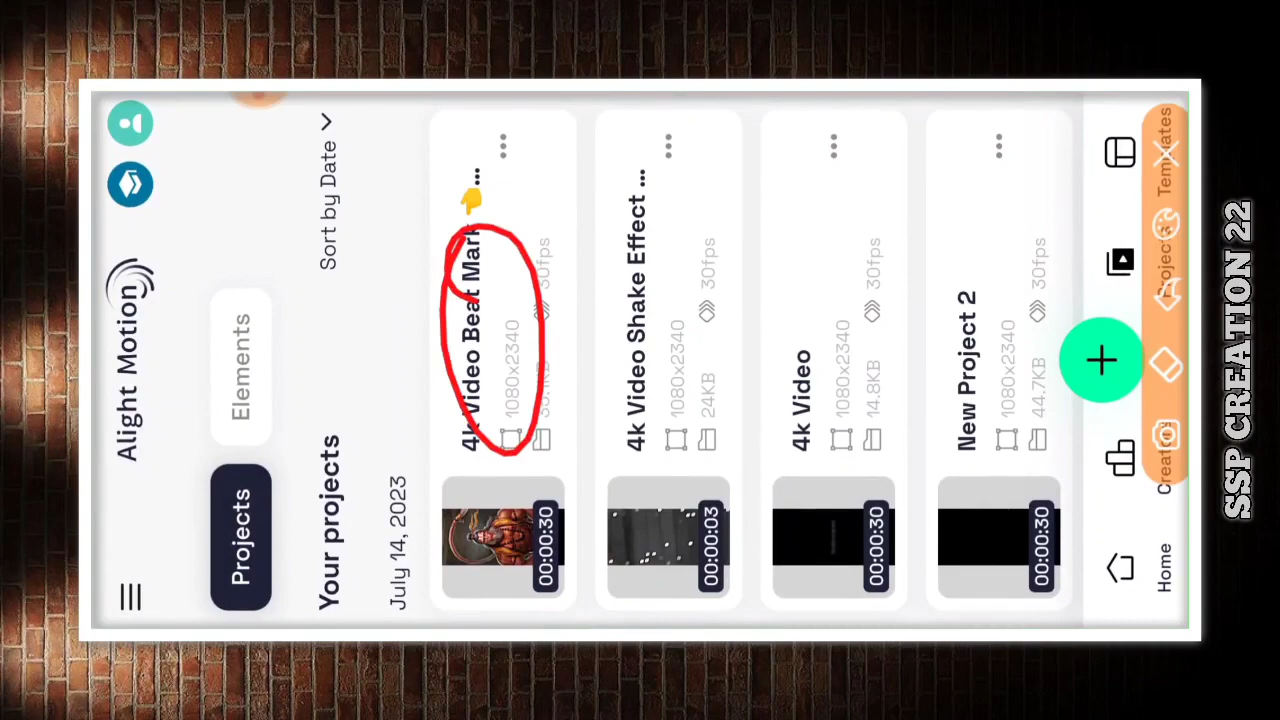 Alight Motion
Projects
Elements
Your projects
Sort by Date
July 14, 2023
4k Video Beat Mark 👈...
1080x2340
30fps
00:00:30
4k Video Shake Effect ...
1080x2340
30fps
24KB
00:00:03
4k Video
1080x2340
30fps
14.8KB
00:00:30
New Project 2
1080x2340
30fps
44.7KB
00:00:30
Home
Projects
Templates
SSP CREATION 22